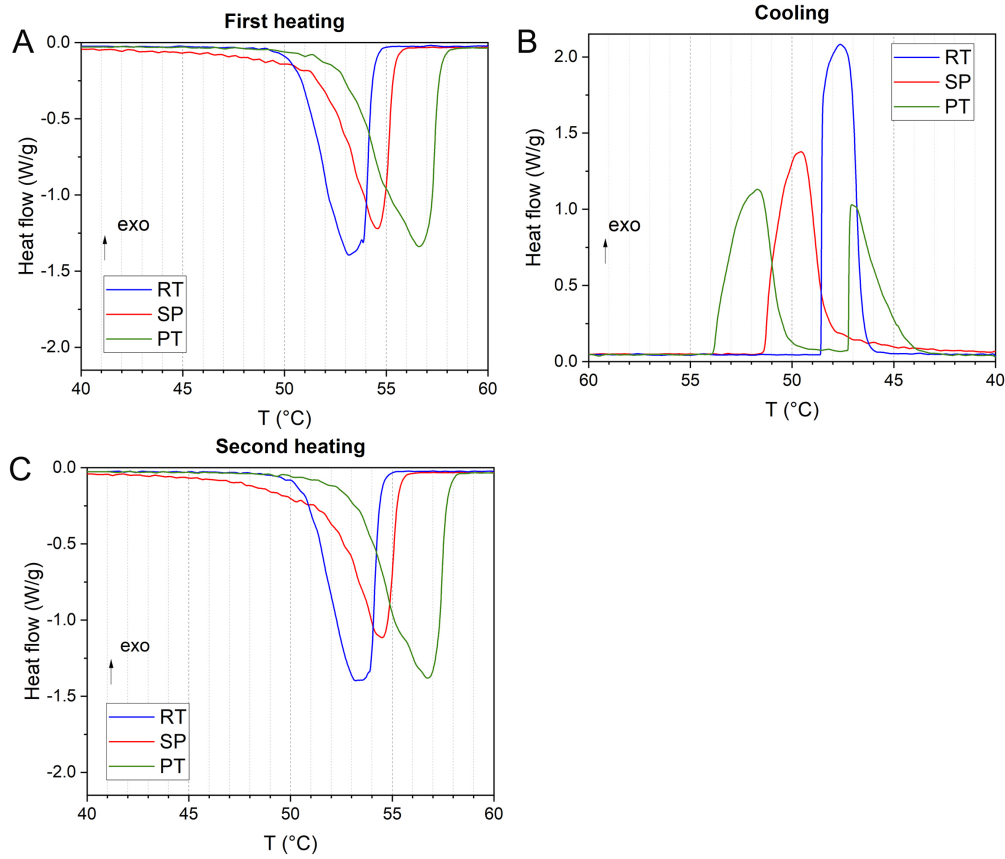 First heating
A
0.0
-0.5
-1.0
-1.5
-2.0
Heat flow (W/g)
exo
RT
SP
PT
40 45 50 55 60
T (°C)
Cooling
B
2.0
1.5
1.0
0.5
0.0
Heat flow (W/g)
exo
RT
SP
PT
60 55 50 45 40
T (°C)
Second heating
C
0.0
-0.5
-1.0
-1.5
-2.0
Heat flow (W/g)
exo
RT
SP
PT
40 45 50 55 60
T (°C)